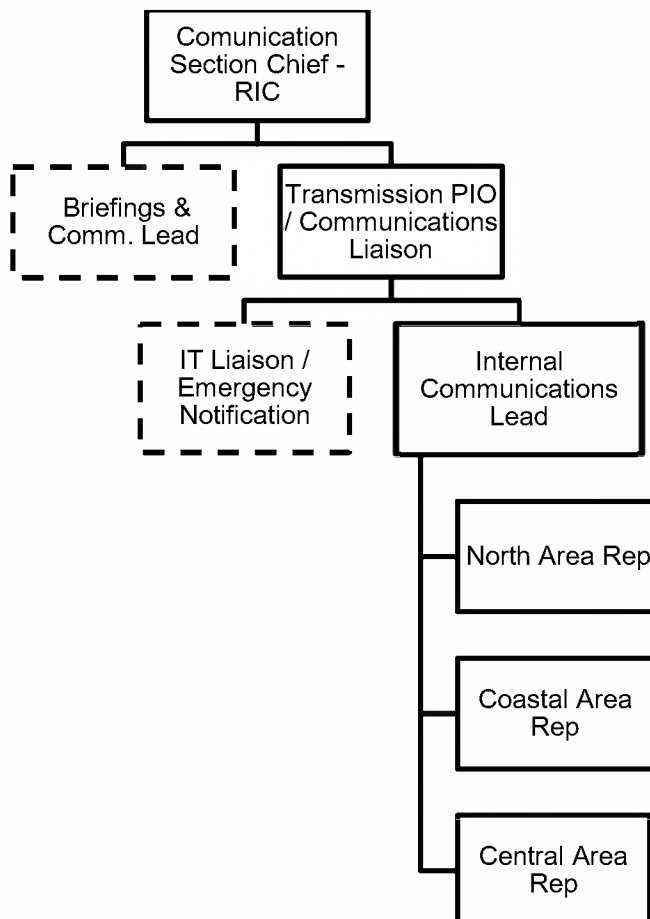 Comunication
Section Chief -
RIC
Briefings &
Comm. Lead
Transmission PIO
/ Communications
Liaison
IT Liaison /
Emergency
Notification
Internal
Communications
Lead
North Area Rep
Coastal Area
Rep
Central Area
Rep